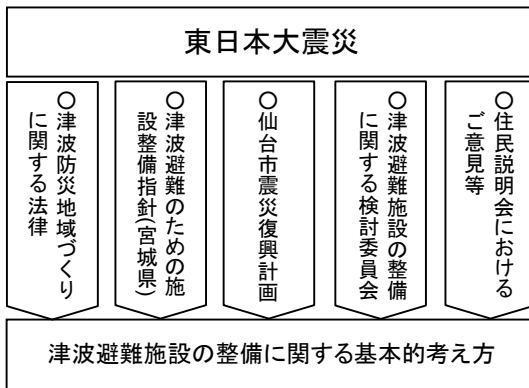 東日本大震災
○津波防災地域づくり
に関する法律
○津波避難のための施
設整備指針(宮城県)
○仙台市震災復興計画
○津波避難施設の整備
に関する検討委員会
○住民説明会における
ご意見等
津波避難施設の整備に関する基本的考え方